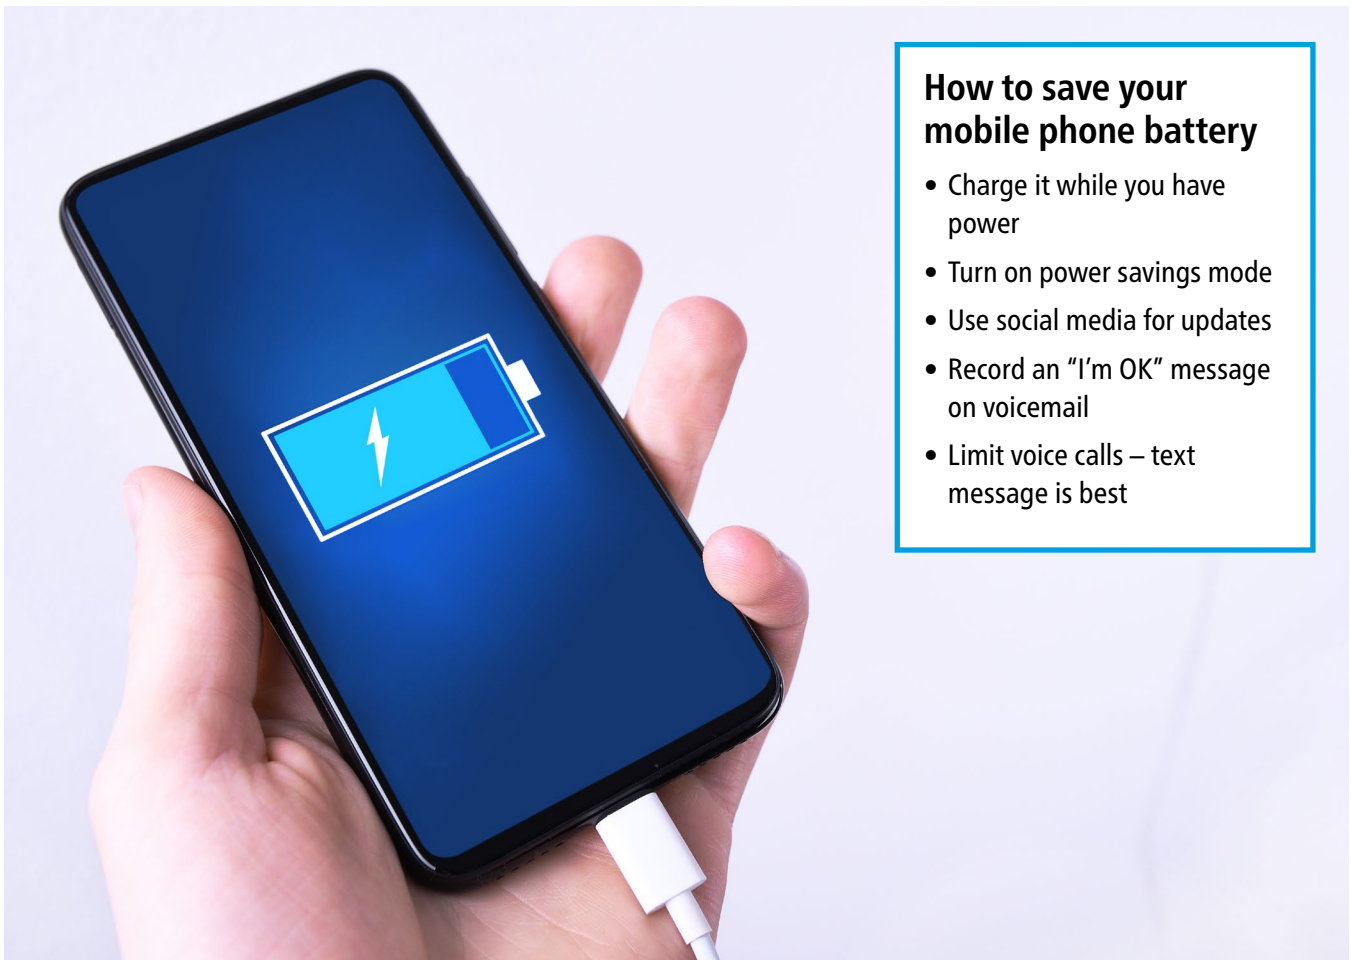 How to save your
mobile phone battery
• Charge it while you have
power
• Turn on power savings mode
• Use social media for updates
• Record an “I’m OK” message
on voicemail
• Limit voice calls – text
message is best